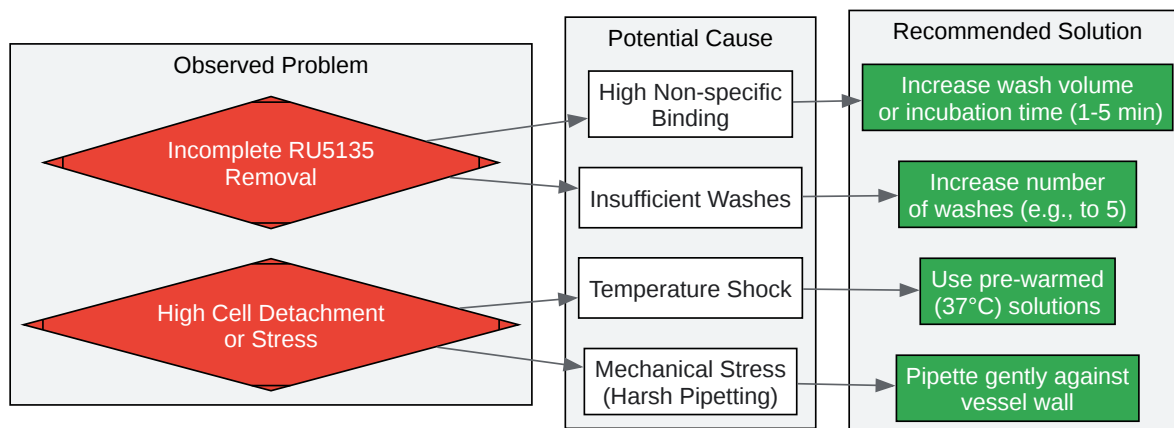 Observed Problem
Incomplete RU5135
Removal
High Cell Detachment
or Stress
Potential Cause
High Non-specific
Binding
Insufficient Washes
Temperature Shock
Mechanical Stress
(Harsh Pipetting)
Recommended Solution
Increase wash volume
or incubation time (1-5 min)
Increase number
of washes (e.g., to 5)
Use pre-warmed
(37°C) solutions
Pipette gently against
vessel wall